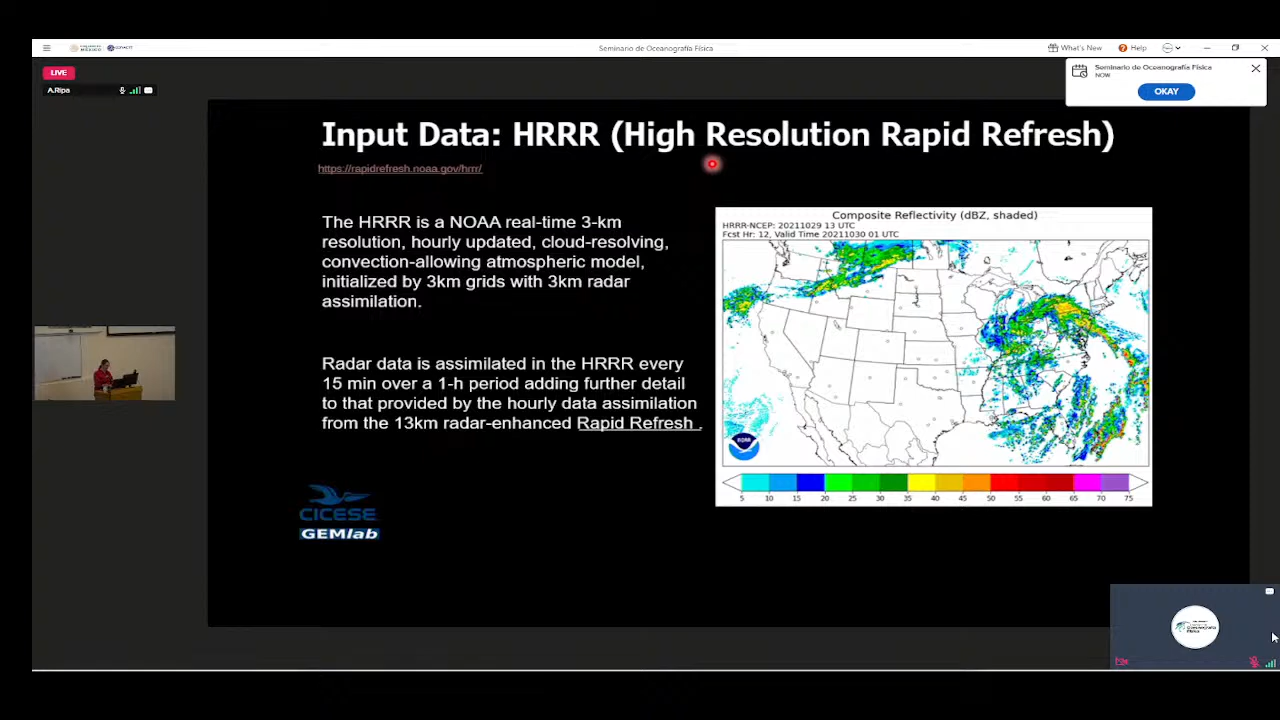 Seminario de Oceanografía Física
What's New
Help
LIVE
A.Ripa
Seminario de Oceanografía Física
NOW
OKAY
Input Data: HRRR (High Resolution Rapid Refresh)
https://rapidrefresh.noaa.gov/hrrr/
The HRRR is a NOAA real-time 3-km
resolution, hourly updated, cloud-resolving,
convection-allowing atmospheric model,
initialized by 3km grids with 3km radar
assimilation.
Radar data is assimilated in the HRRR every
15 min over a 1-h period adding further detail
to that provided by the hourly data assimilation
from the 13km radar-enhanced Rapid Refresh .
Composite Reflectivity (dBZ, shaded)
HRRR-NCEP: 20211029 13 UTC
Fcst Hr: 12, Valid Time 20211030 01 UTC
5 10 15 20 25 30 35 40 45 50 55 60 65 70 75
CICESE
GEMlab